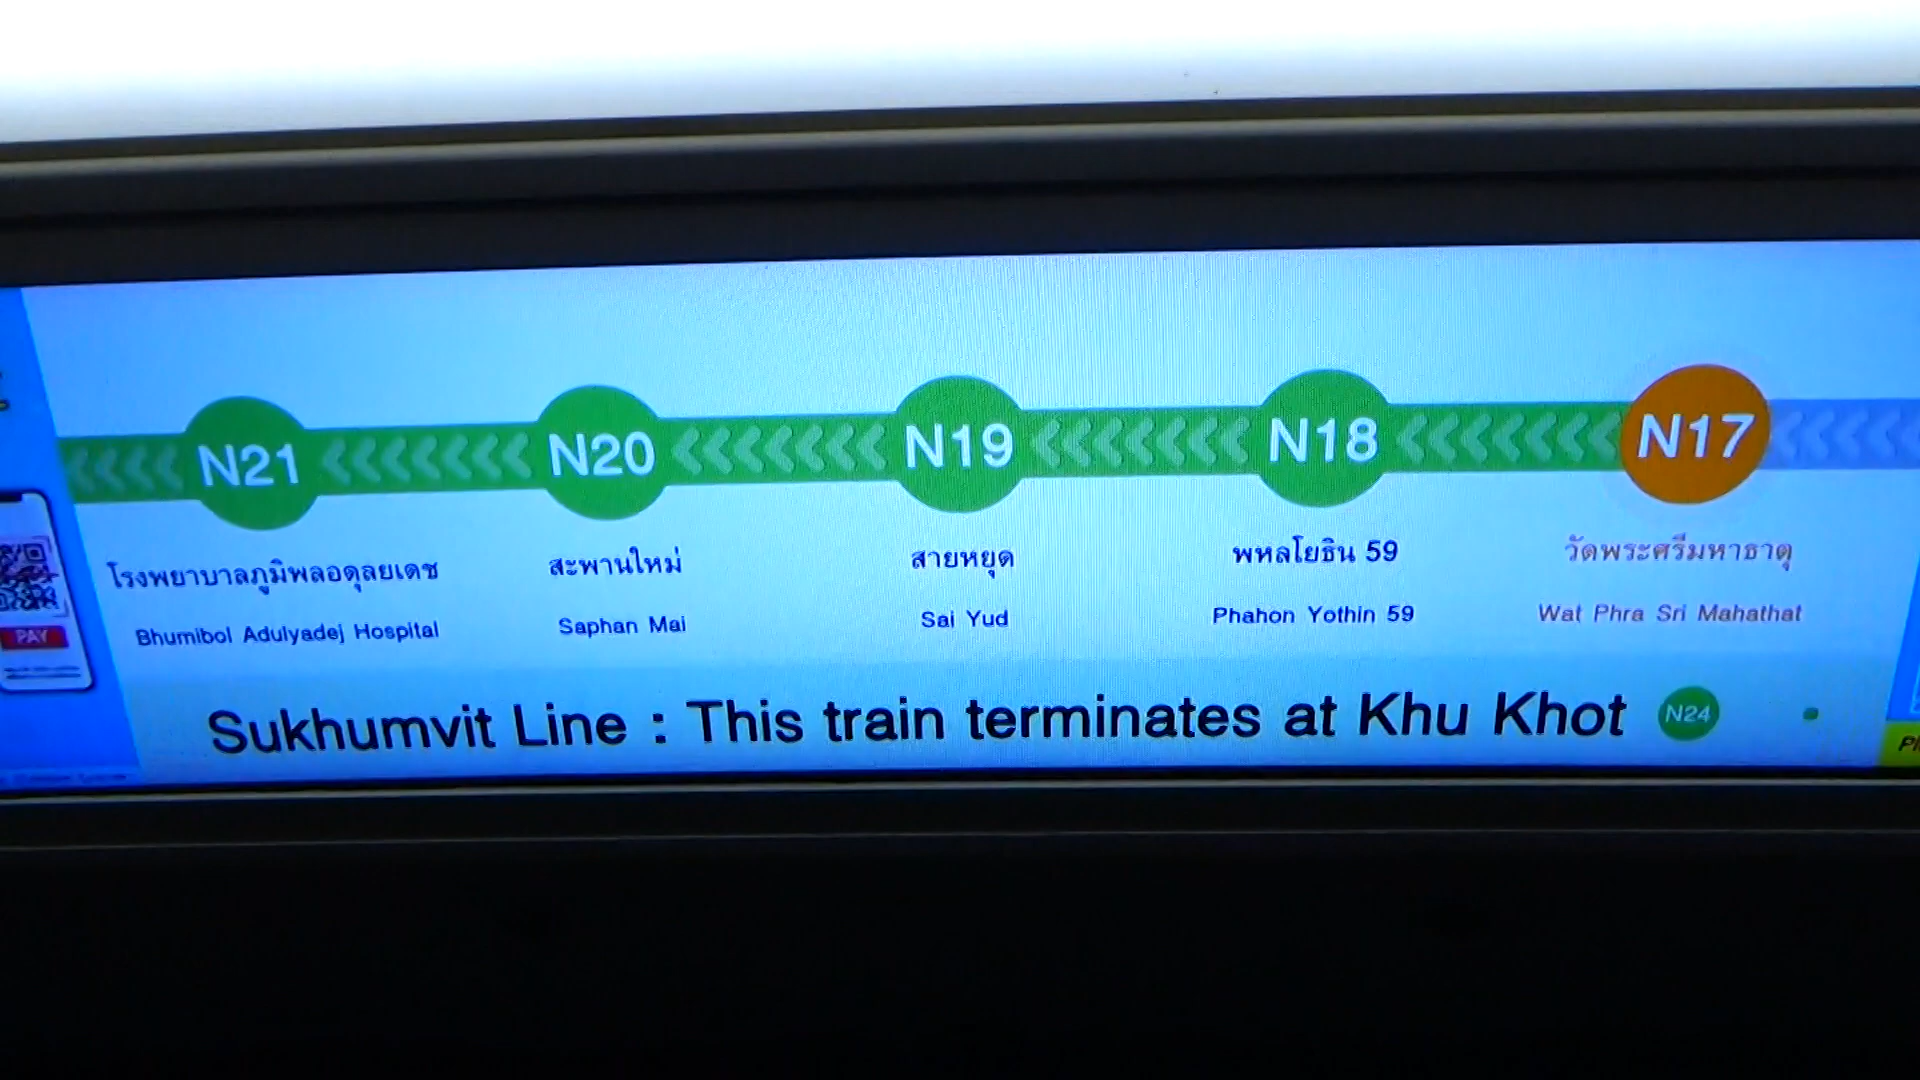 N21 N20 N19 N18 N17
โรงพยาบาลภูมิพลอดุลยเดช สะพานใหม่ สายหยุด พหลโยธิน 59 วัดพระศรีมหาธาตุ
Bhumibol Adulyadej Hospital Saphan Mai Sai Yud Phahon Yothin 59 Wat Phra Sri Mahathat
PAY
Sukhumvit Line : This train terminates at Khu Khot N24